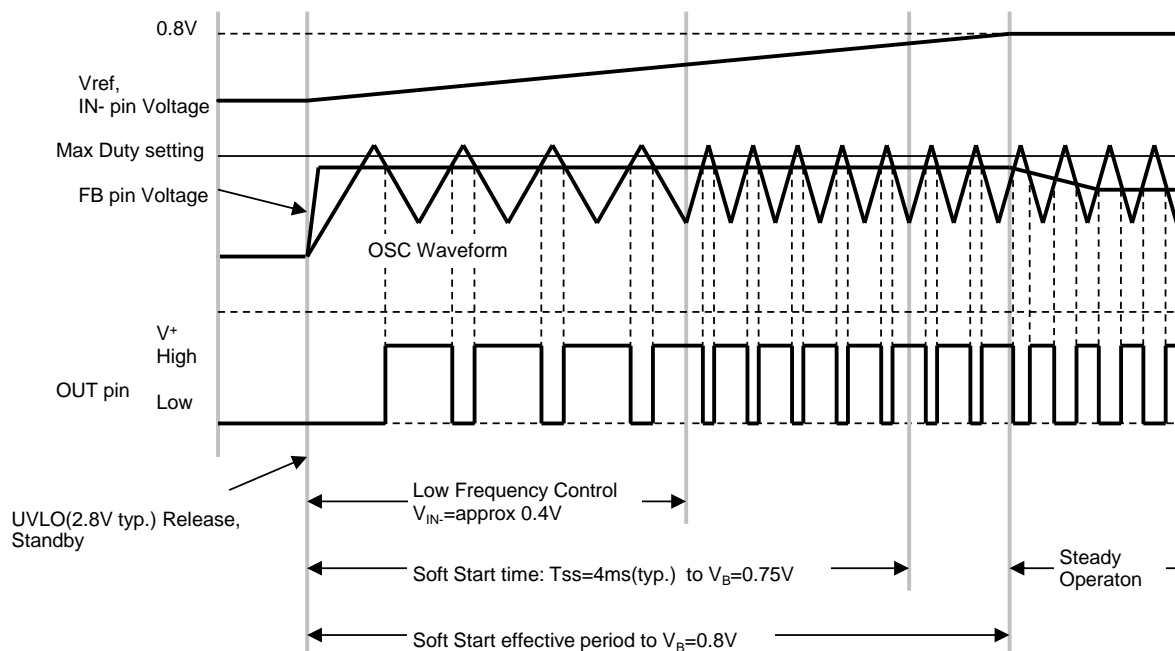 0.8V
Vref,
IN- pin Voltage
Max Duty setting
FB pin Voltage
OSC Waveform
V+
High
OUT pin
Low
UVLO(2.8V typ.) Release,
Standby
Low Frequency Control
VIN-=approx 0.4V
Soft Start time: Tss=4ms(typ.) to VB=0.75V
Steady
Operaton
Soft Start effective period to VB=0.8V